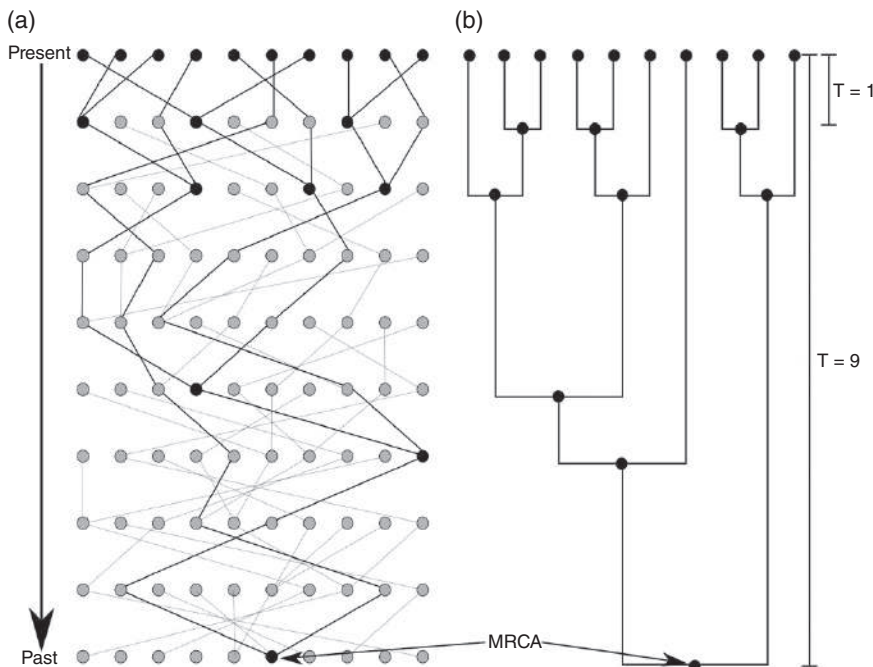 (a)
(b)
Present
T = 1
T = 9
MRCA
Past